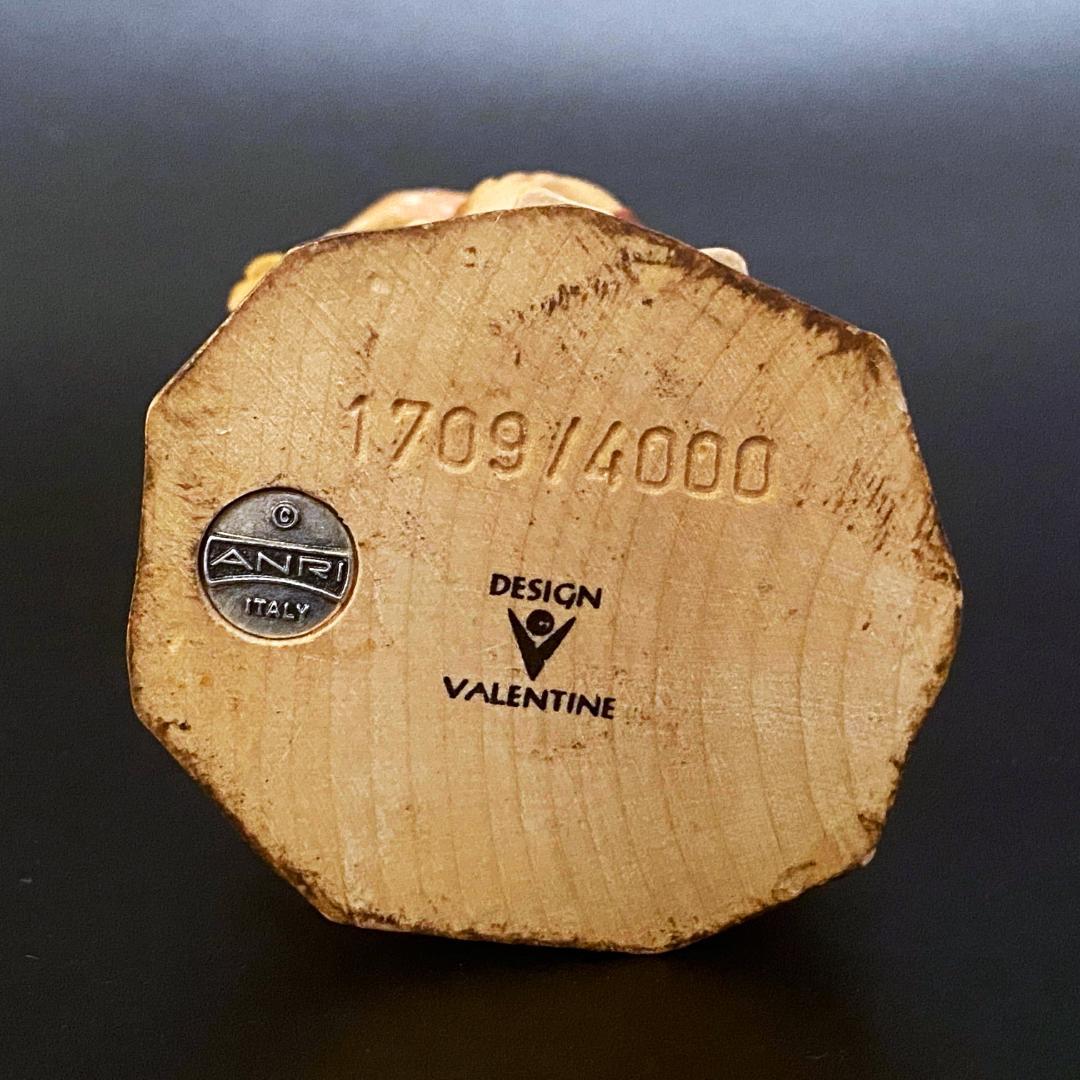 1709/4000
©
ANRI
ITALY
DESIGN
VALENTINE